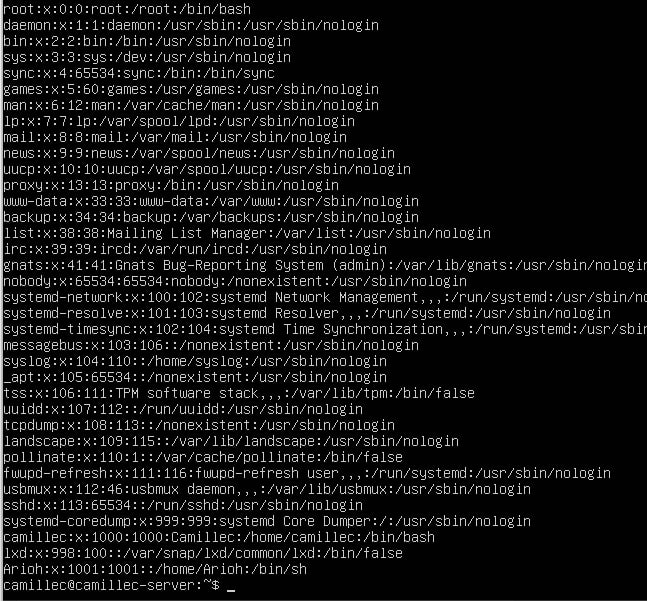 root:x:0:0:root:/root:/bin/bash
daemon:x:1:1:daemon:/usr/sbin:/usr/sbin/nologin
bin:x:2:2:bin:/bin:/usr/sbin/nologin
sys:x:3:3:sys:/dev:/usr/sbin/nologin
sync:x:4:65534:sync:/bin:/bin/sync
games:x:5:60:games:/usr/games:/usr/sbin/nologin
man:x:6:12:man:/var/cache/man:/usr/sbin/nologin
lp:x:7:7:lp:/var/spool/lpd:/usr/sbin/nologin
mail:x:8:8:mail:/var/mail:/usr/sbin/nologin
news:x:9:9:news:/var/spool/news:/usr/sbin/nologin
uucp:x:10:10:uucp:/var/spool/uucp:/usr/sbin/nologin
proxy:x:13:13:proxy:/bin:/usr/sbin/nologin
www-data:x:33:33:www-data:/var/www:/usr/sbin/nologin
backup:x:34:34:backup:/var/backups:/usr/sbin/nologin
list:x:38:38:Mailing List Manager:/var/list:/usr/sbin/nologin
irc:x:39:39:ircd:/var/run/ircd:/usr/sbin/nologin
gnats:x:41:41:Gnats Bug-Reporting System (admin):/var/lib/gnats:/usr/sbin/nologin
nobody:x:65534:65534:nobody:/nonexistent:/usr/sbin/nologin
systemd-network:x:100:102:systemd Network Management,,,:/run/systemd:/usr/sbin/no
systemd-resolve:x:101:103:systemd Resolver,,,:/run/systemd:/usr/sbin/nologin
systemd-timesync:x:102:104:systemd Time Synchronization,,,:/run/systemd:/usr/sbin
messagebus:x:103:106::/nonexistent:/usr/sbin/nologin
syslog:x:104:110::/home/syslog:/usr/sbin/nologin
_apt:x:105:65534::/nonexistent:/usr/sbin/nologin
tss:x:106:111:TPM software stack,,,:/var/lib/tpm:/bin/false
uuidd:x:107:112::/run/uuidd:/usr/sbin/nologin
tcpdump:x:108:113::/nonexistent:/usr/sbin/nologin
landscape:x:109:115::/var/lib/landscape:/usr/sbin/nologin
pollinate:x:110:1::/var/cache/pollinate:/bin/false
fwupd-refresh:x:111:116:fwupd-refresh user,,,:/run/systemd:/usr/sbin/nologin
usbmux:x:112:46:usbmux daemon,,,:/var/lib/usbmux:/usr/sbin/nologin
sshd:x:113:65534::/run/sshd:/usr/sbin/nologin
systemd-coredump:x:999:999:systemd Core Dumper:/:/usr/sbin/nologin
camillec:x:1000:1000:Camillec:/home/camillec:/bin/bash
lxd:x:998:100::/var/snap/lxd/common/lxd:/bin/false
Arioh:x:1001:1001::/home/Arioh:/bin/sh
camillec@camillec-server:~$ _